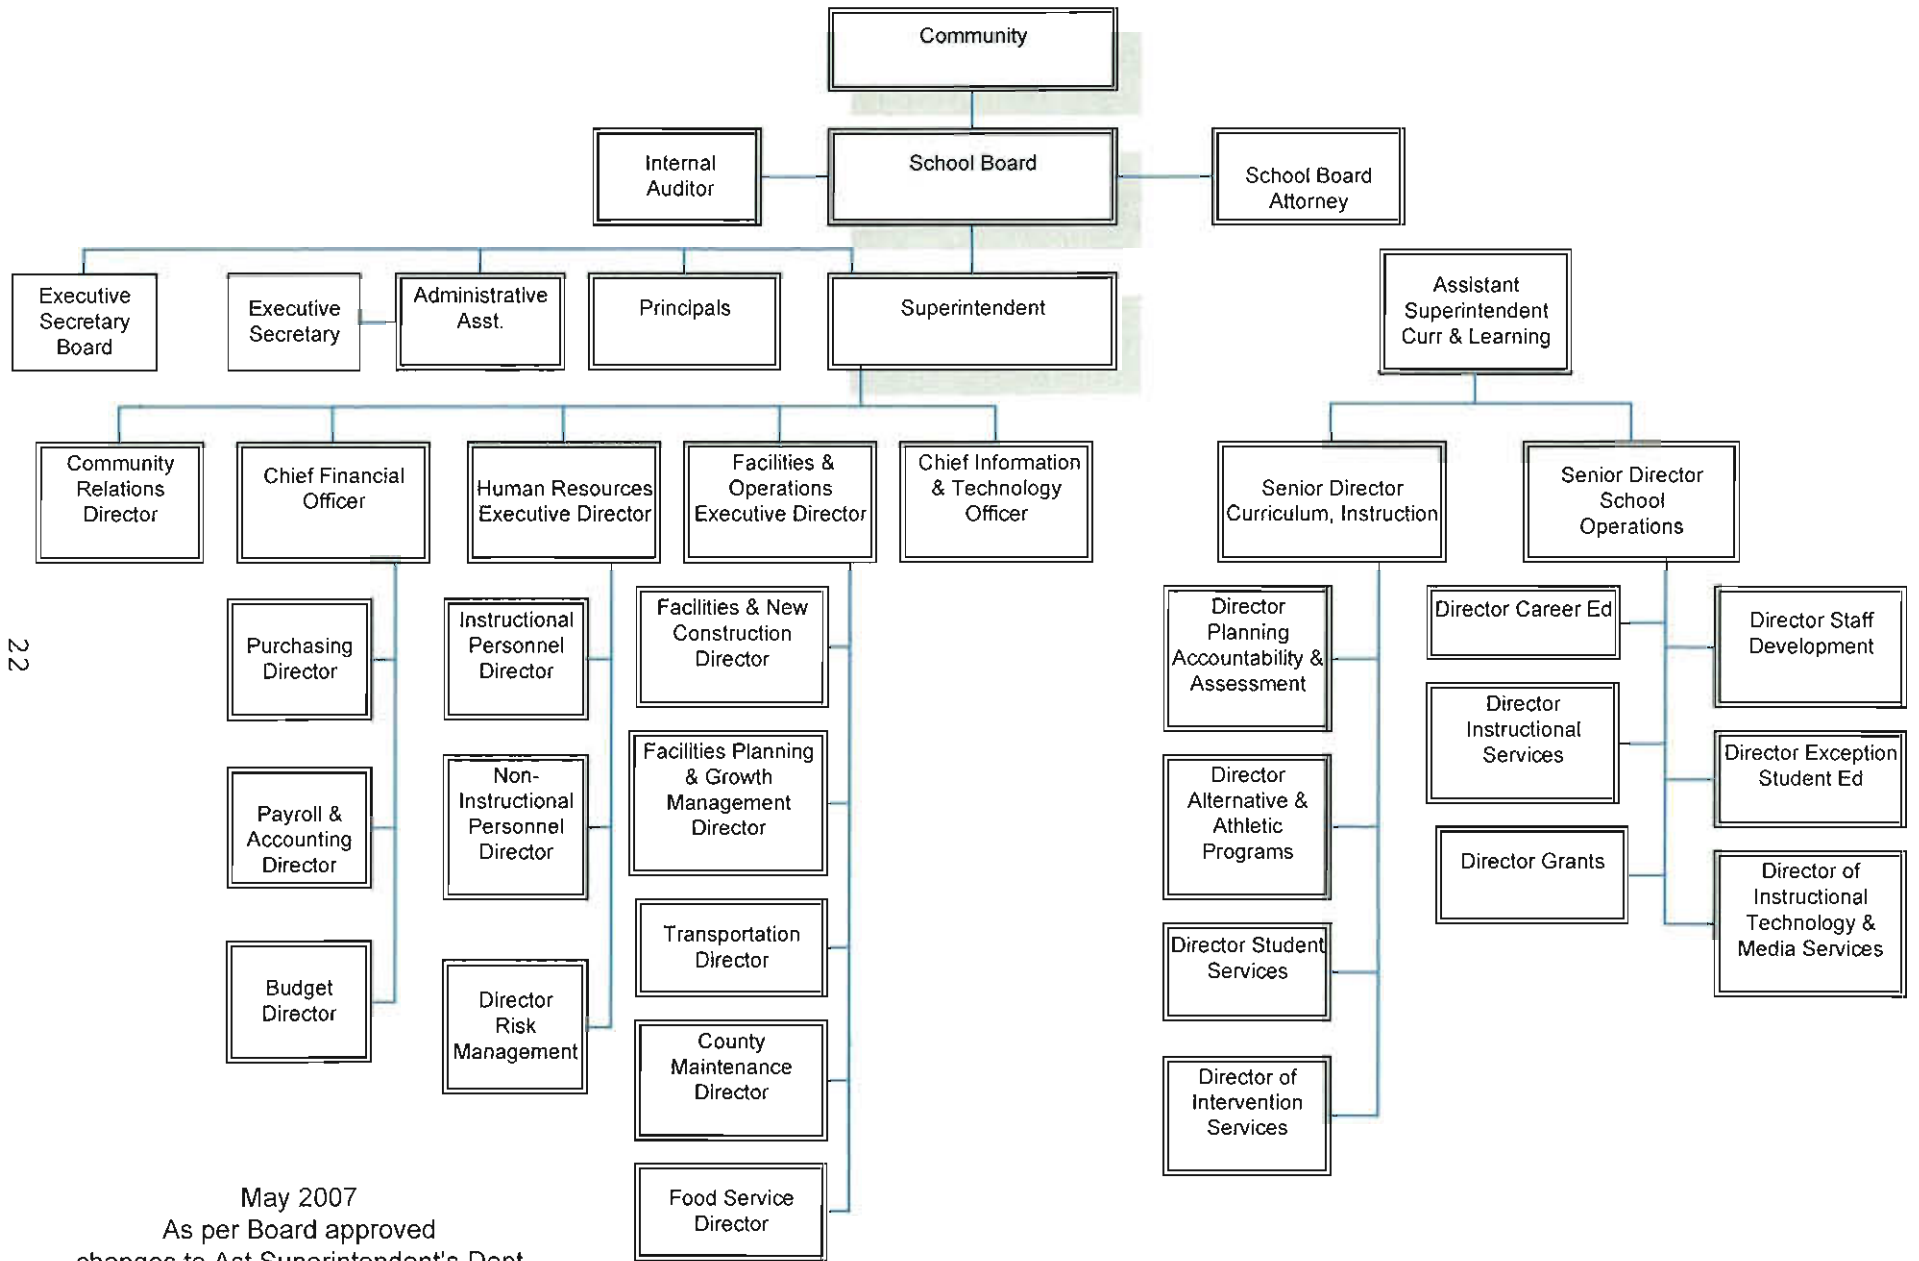 Community
Internal
Auditor
School Board
School Board
Attorney
Executive
Secretary
Board
Executive
Secretary
Administrative
Asst.
Principals
Superintendent
Assistant
Superintendent
Curr & Learning
Community
Relations
Director
Chief Financial
Officer
Human Resources
Executive Director
Facilities &
Operations
Executive Director
Chief Information
& Technology
Officer
Senior Director
Curriculum, Instruction
Senior Director
School
Operations
Purchasing
Director
Payroll &
Accounting
Director
Budget
Director
Instructional
Personnel
Director
Non-
Instructional
Personnel
Director
Director
Risk
Management
Facilities & New
Construction
Director
Facilities Planning
& Growth
Management
Director
Transportation
Director
County
Maintenance
Director
Food Service
Director
Director
Planning
Accountability &
Assessment
Director
Alternative &
Athletic
Programs
Director Student
Services
Director of
Intervention
Services
Director Career Ed
Director
Instructional
Services
Director Grants
Director Staff
Development
Director Exception
Student Ed
Director of
Instructional
Technology &
Media Services
22
May 2007
As per Board approved
changes to Ast Superintendent's Dept